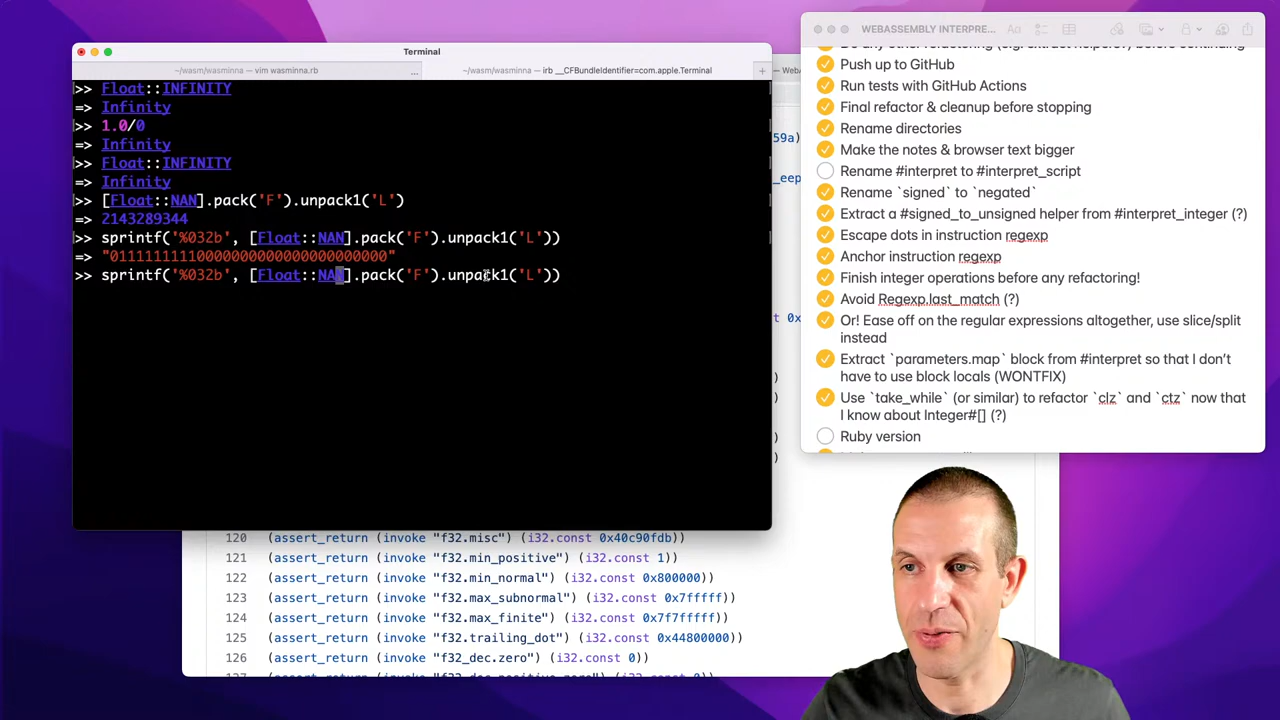 Terminal
~/wasm/wasminna — vim wasminna.rb
...
~/wasm/wasminna — irb __CFBundleIdentifier=com.apple.Terminal
+
>> Float::INFINITY
=> Infinity
>> 1.0/0
=> Infinity
>> Float::INFINITY
=> Infinity
>> [Float::NAN].pack('F').unpack1('L')
=> 2143289344
>> sprintf('%032b', [Float::NAN].pack('F').unpack1('L'))
=> "01111111110000000000000000000000"
>> sprintf('%032b', [Float::NAN].pack('F').unpack1('L'))
59a)
_eep
st 0x
120 (assert_return (invoke "f32.misc") (i32.const 0x40c90fdb))
121 (assert_return (invoke "f32.min_positive") (i32.const 1))
122 (assert_return (invoke "f32.min_normal") (i32.const 0x800000))
123 (assert_return (invoke "f32.max_subnormal") (i32.const 0x7fffff))
124 (assert_return (invoke "f32.max_finite") (i32.const 0x7f7fffff))
125 (assert_return (invoke "f32.trailing_dot") (i32.const 0x44800000))
126 (assert_return (invoke "f32_dec.zero") (i32.const 0))
WEBASSEMBLY INTERPRE...
Aa
Push up to GitHub
Run tests with GitHub Actions
Final refactor & cleanup before stopping
Rename directories
Make the notes & browser text bigger
Rename #interpret to #interpret_script
Rename `signed` to `negated`
Extract a #signed_to_unsigned helper from #interpret_integer (?)
Escape dots in instruction regexp
Anchor instruction regexp
Finish integer operations before any refactoring!
Avoid Regexp.last_match (?)
Or! Ease off on the regular expressions altogether, use slice/split
instead
Extract `parameters.map` block from #interpret so that I don't
have to use block locals (WONTFIX)
Use `take_while` (or similar) to refactor `clz` and `ctz` now that
I know about Integer#[] (?)
Ruby version